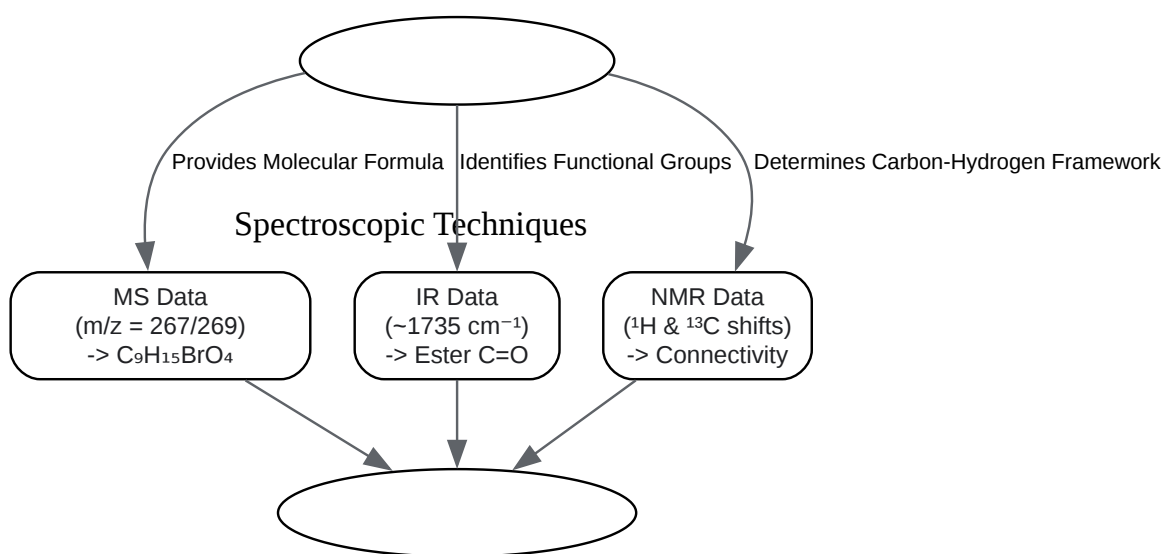 Provides Molecular Formula
Identifies Functional Groups
Determines Carbon-Hydrogen Framework
Spectroscopic Techniques
MS Data
(m/z = 267/269)
-> C₉H₁₅BrO₄
IR Data
(~1735 cm⁻¹)
-> Ester C=O
NMR Data
(¹H & ¹³C shifts)
-> Connectivity